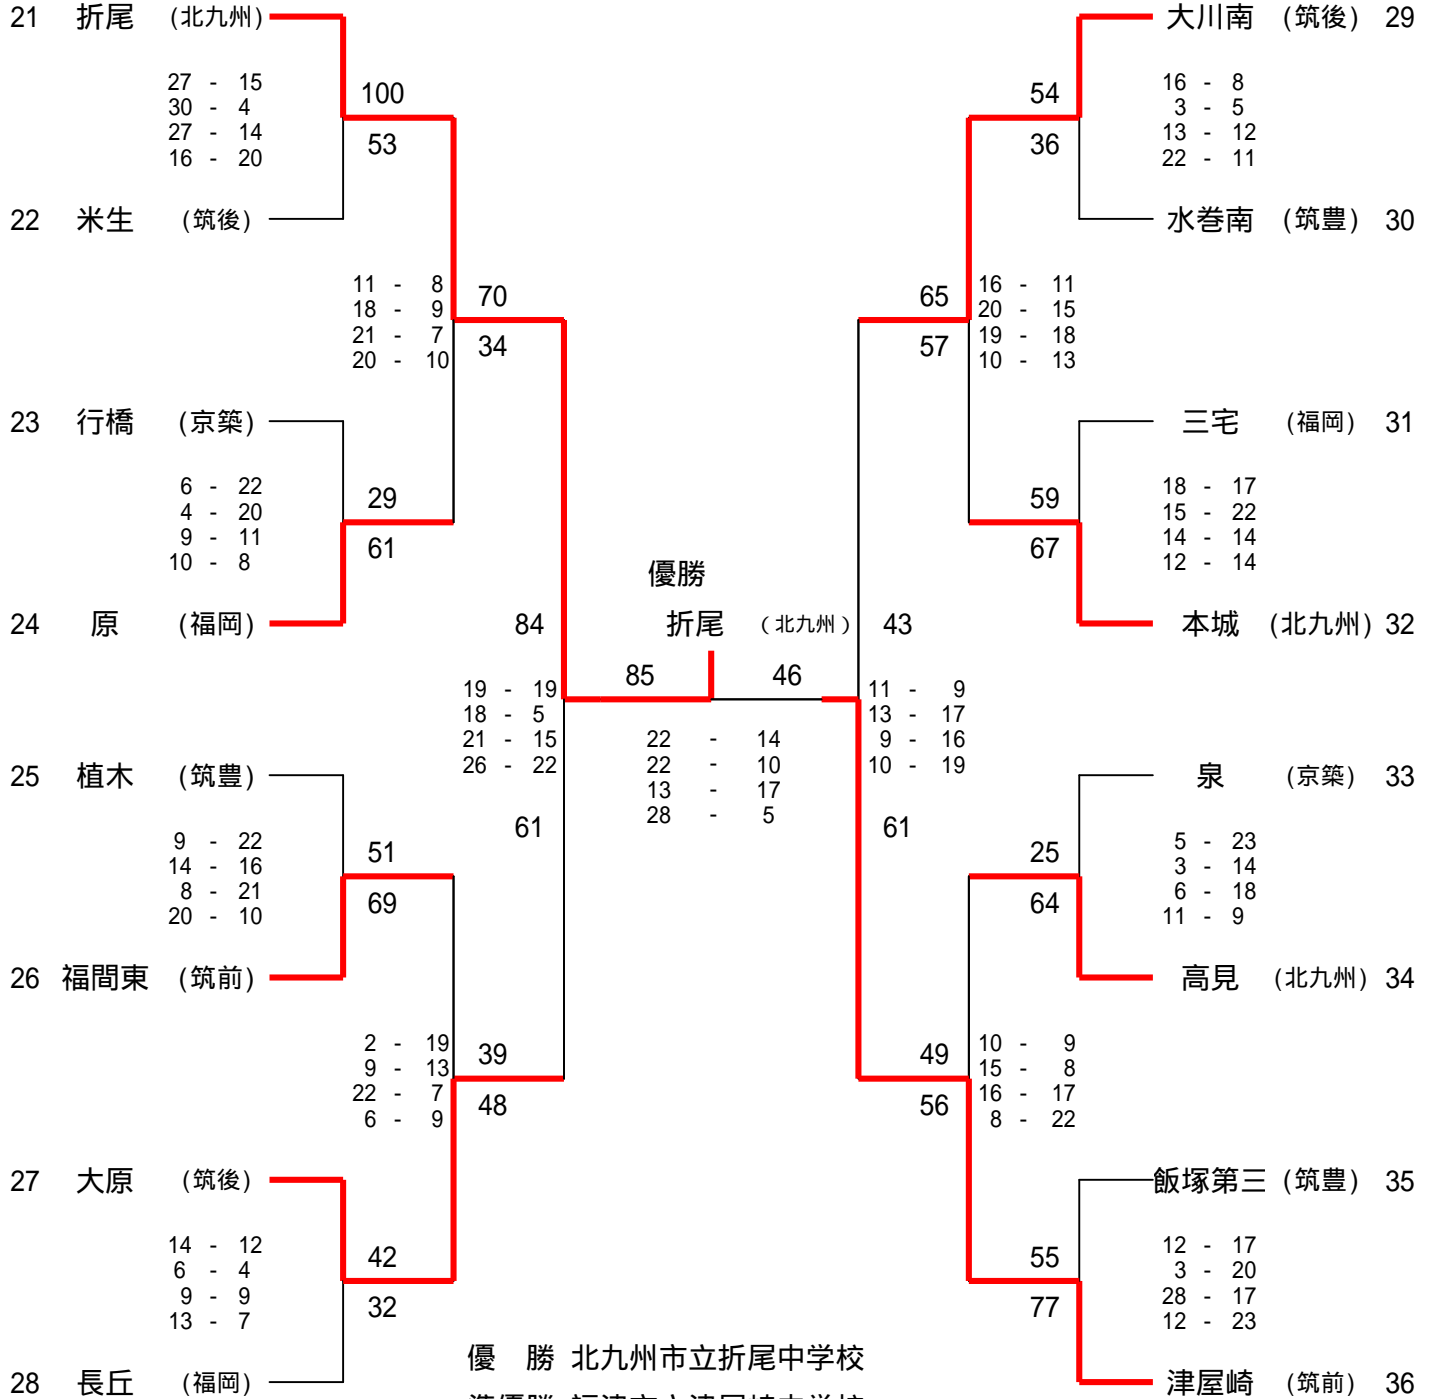 21 折尾 (北九州)
27 - 15
30 - 4
27 - 14
16 - 20
100
53
22 米生 (筑後)
11 - 8
18 - 9
21 - 7
20 - 10
70
34
23 行橋 (京築)
6 - 22
4 - 20
9 - 11
10 - 8
29
61
24 原 (福岡)
84
19 - 19
18 - 5
21 - 15
26 - 22
61
25 植木 (筑豊)
9 - 22
14 - 16
8 - 21
20 - 10
51
69
26 福間東 (筑前)
2 - 19
9 - 13
22 - 7
6 - 9
39
48
27 大原 (筑後)
14 - 12
6 - 4
9 - 9
13 - 7
42
32
28 長丘 (福岡)
優勝
折尾 (北九州)
85 46
22 - 14
22 - 10
13 - 17
28 - 5
大川南 (筑後) 29
54
36
16 - 8
3 - 5
13 - 12
22 - 11
水巻南 (筑豊) 30
65
57
16 - 11
20 - 15
19 - 18
10 - 13
三宅 (福岡) 31
59
67
18 - 17
15 - 22
14 - 14
12 - 14
本城 (北九州) 32
43
11 - 9
13 - 17
9 - 16
10 - 19
61
泉 (京築) 33
25
64
5 - 23
3 - 14
6 - 18
11 - 9
高見 (北九州) 34
49
56
10 - 9
15 - 8
16 - 17
8 - 22
飯塚第三 (筑豊) 35
55
77
12 - 17
3 - 20
28 - 17
12 - 23
津屋崎 (筑前) 36
優 勝 北九州市立折尾中学校
準優勝 福津市立津屋崎中学校